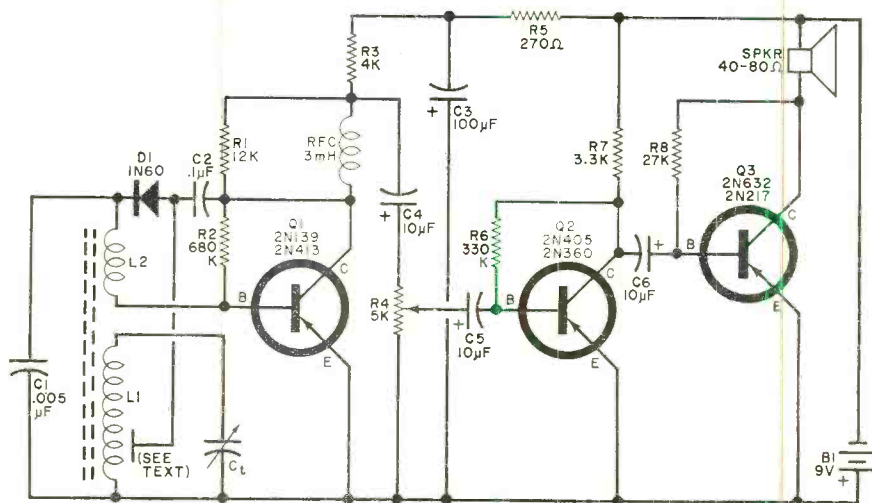 R3
4K
R5
270Ω
SPKR
40-80Ω
C3
100μF
+
D1
1N60
C2
.1μF
R1
12K
RFC
3mH
R7
3.3K
R8
27K
Q3
2N632
2N217
C
B
E
L2
R2
680
K
Q1
2N139
2N413
C
B
E
+
C4
10μF
R6
330
K
Q2
2N405
2N360
C
B
E
+
C6
10μF
R4
5K
+
C5
10μF
C1
.005
μF
L1
(SEE
TEXT)
Ct
B1
9V
+